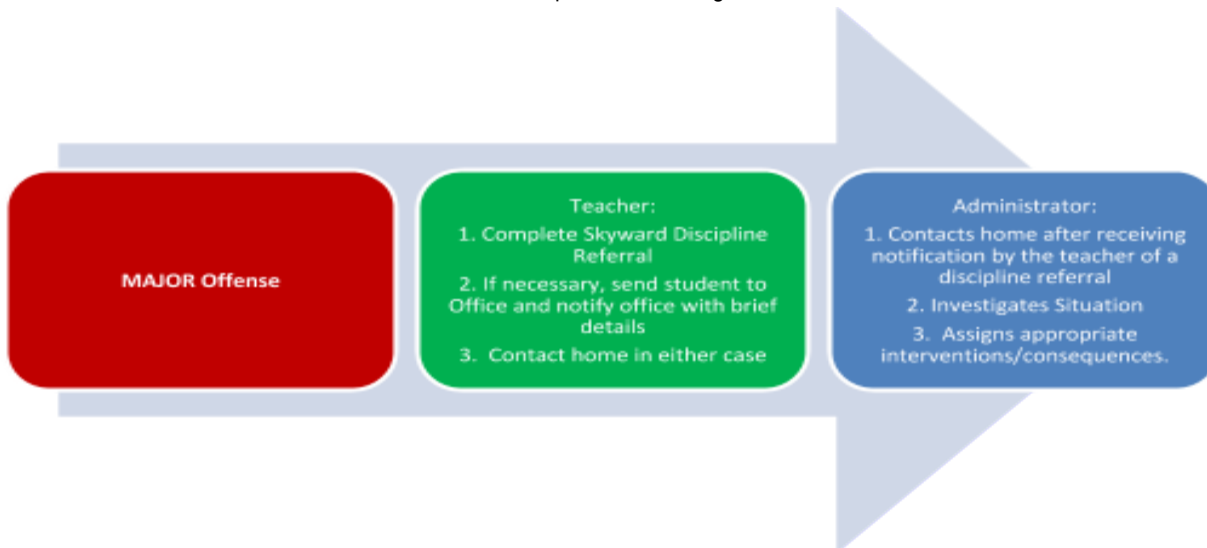 MAJOR Offense
Teacher:
1. Complete Skyward Discipline
Referral
2. If necessary, send student to
Office and notify office with brief
details
3. Contact home in either case
Administrator:
1. Contacts home after receiving
notification by the teacher of a
discipline referral
2. Investigates Situation
3. Assigns appropriate
interventions/consequences.